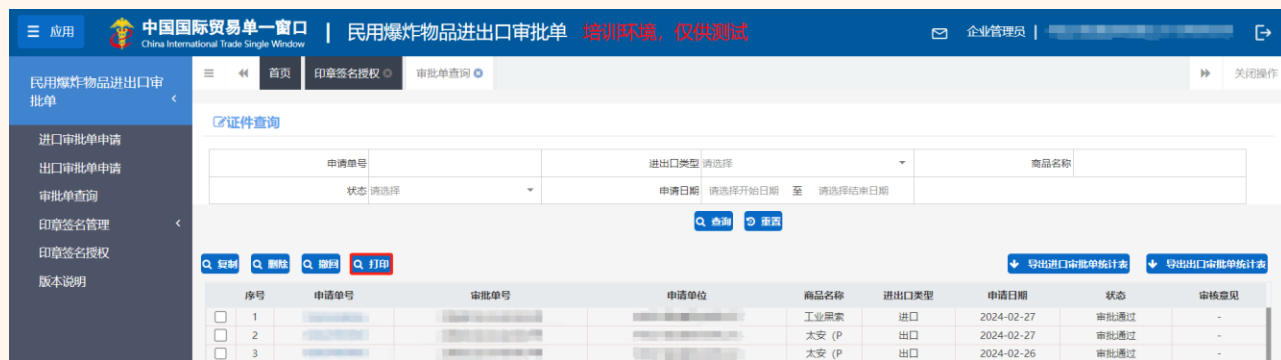 应用
中国国际贸易单一窗口 | 民用爆炸物品进出口审批单 培训环境，仅供测试 企业管理员 |
China International Trade Single Window
民用爆炸物品进出口审批单
首页 印章签名授权 审批单查询 关闭操作
进口审批单申请
出口审批单申请
审批单查询
印章签名管理
印章签名授权
版本说明
证件查询
申请单号 进出口类型 请选择 商品名称
状态 请选择 申请日期 请选择开始日期 至 请选择结束日期
查询 重置
复制 删除 撤回 打印 导出进口审批单统计表 导出出口审批单统计表
序号 申请单号 审批单号 申请单位 商品名称 进出口类型 申请日期 状态 审核意见
1 工业黑索 进口 2024-02-27 审批通过 -
2 太安（P 出口 2024-02-27 审批通过 -
3 太安（P 出口 2024-02-26 审批通过 -